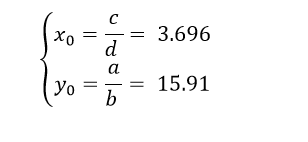 x₀ = c/d = 3.696
y₀ = a/b = 15.91